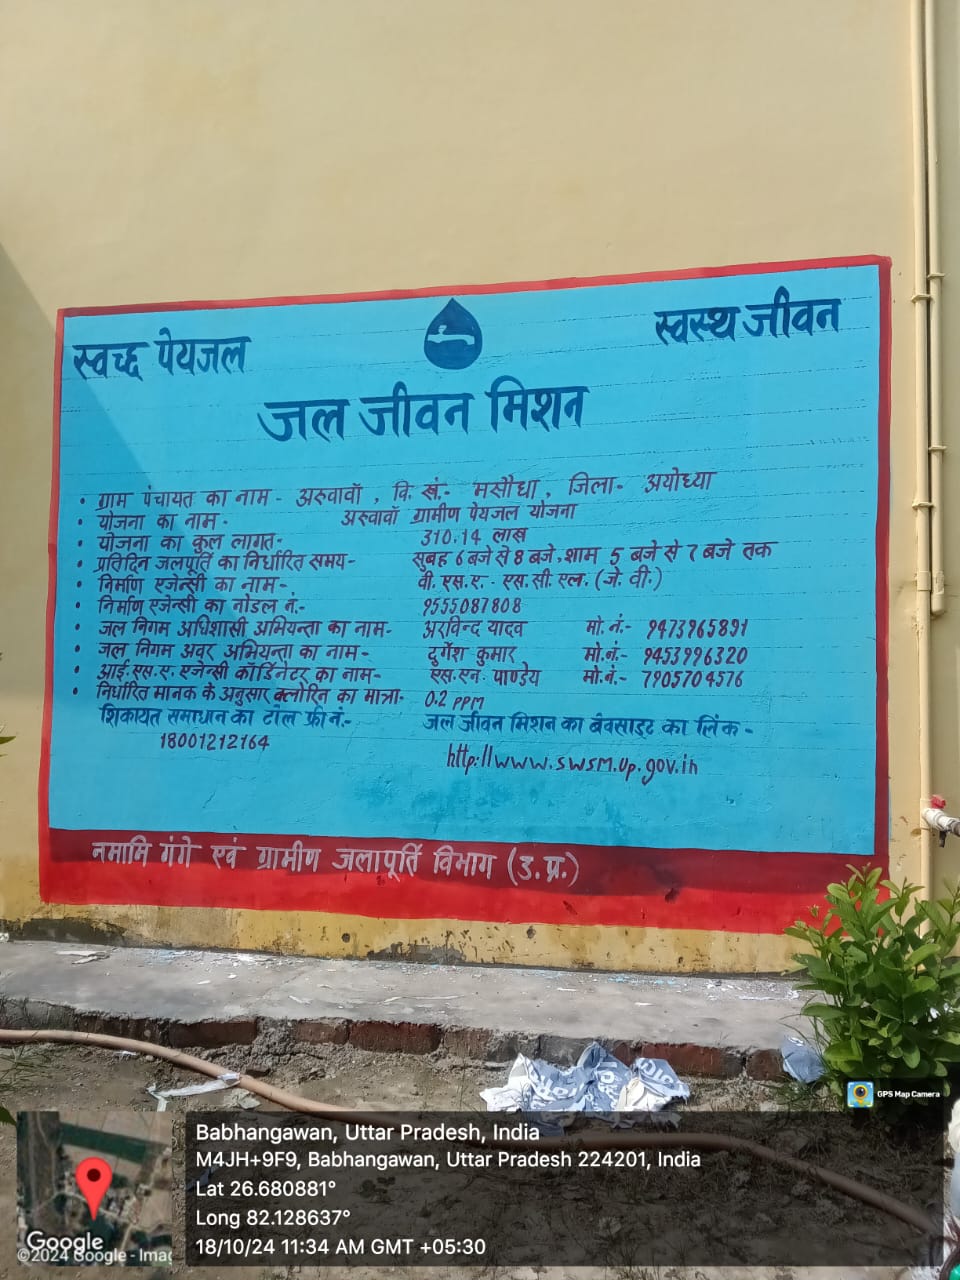 स्वच्छ पेयजल
स्वस्थ जीवन
जल जीवन मिशन
• ग्राम पंचायत का नाम - अरुवावाँ , वि. खं.- मसौधा , जिला- अयोध्या
• योजना का नाम - अरुवावाँ ग्रामीण पेयजल योजना
• योजना का कुल लागत- 310.14 लाख
• प्रतिदिन जलपूर्ति का निर्धारित समय- सुबह 6 बजे से 8 बजे, शाम 5 बजे से 7 बजे तक
• निर्माण एजेन्सी का नाम- वी. एस. ए. - एस. सी. एल. (जे. वी.)
• निर्माण एजेन्सी का नोडल नं.- 9555087808
• जल निगम अधिशासी अभियन्ता का नाम- अरविन्द यादव मो. नं.- 9473965891
• जल निगम अवर अभियन्ता का नाम- दुर्गेश कुमार मो. नं.- 9453996320
• आई. एस. ए. एजेन्सी कॉर्डिनेटर का नाम- एस. एन. पाण्डेय मो. नं.- 7905704576
• निर्धारित मानक के अनुसार क्लोरिन का मात्रा- 0.2 PPM
शिकायत समाधान का टोल फ्री नं.- जल जीवन मिशन का बेवसाइट का लिंक -
18001212164 http://www.swsm.up.gov.in
नमामि गंगे एवं ग्रामीण जलापूर्ति विभाग (उ. प्र.)
GPS Map Camera
Babhangawan, Uttar Pradesh, India
M4JH+9F9, Babhangawan, Uttar Pradesh 224201, India
Lat 26.680881°
Long 82.128637°
18/10/24 11:34 AM GMT +05:30
Google
©2024 Google - Imag